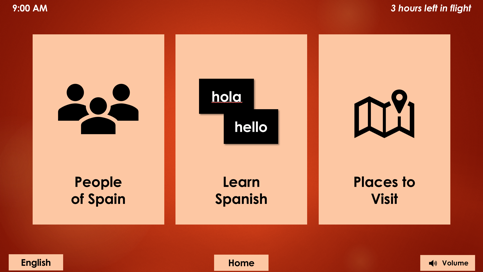 9:00 AM
3 hours left in flight
hola
hello
People
of Spain
Learn
Spanish
Places to
Visit
English
Home
Volume